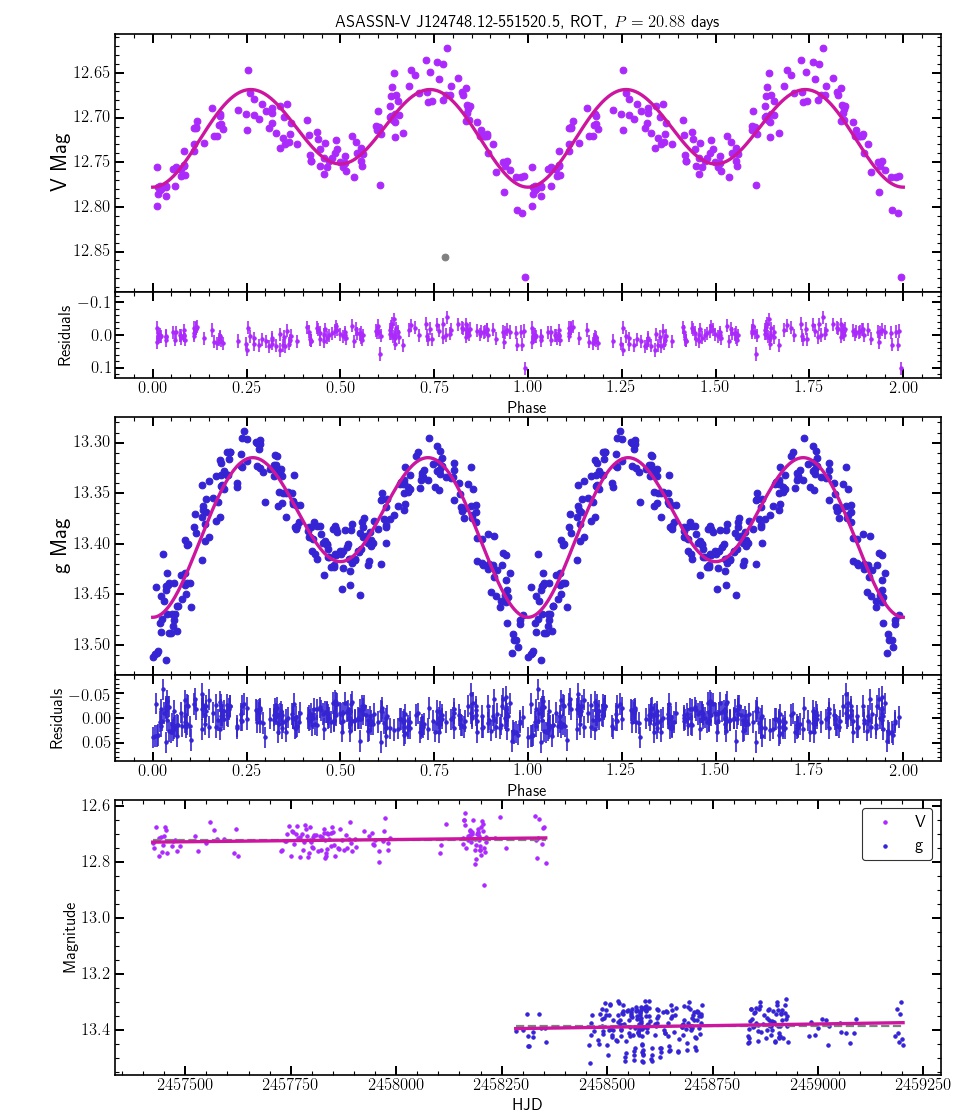 ASASSN-V J124748.12-551520.5, ROT, P = 20.88 days
V Mag
12.65
12.70
12.75
12.80
12.85
Residuals
−0.1
0.0
0.1
0.00 0.25 0.50 0.75 1.00 1.25 1.50 1.75 2.00
Phase
g Mag
13.30
13.35
13.40
13.45
13.50
Residuals
−0.05
0.00
0.05
0.00 0.25 0.50 0.75 1.00 1.25 1.50 1.75 2.00
Phase
Magnitude
12.6
12.8
13.0
13.2
13.4
V
g
2457500 2457750 2458000 2458250 2458500 2458750 2459000 2459250
HJD